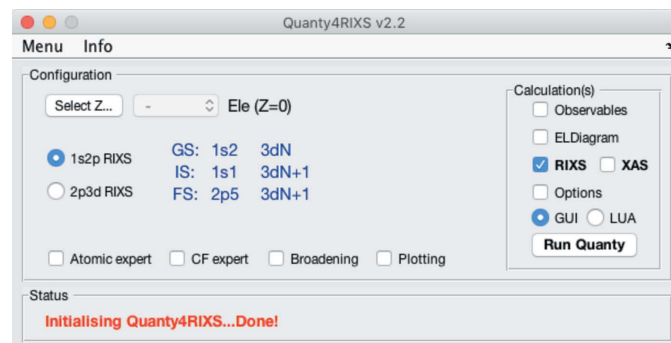 Quanty4RIXS v2.2
Menu Info
Configuration
Select Z... - Ele (Z=0)
1s2p RIXS
2p3d RIXS
GS: 1s2 3dN
IS: 1s1 3dN+1
FS: 2p5 3dN+1
Atomic expert CF expert Broadening Plotting
Calculation(s)
Observables
ELDiagram
RIXS XAS
Options
GUI LUA
Run Quanty
Status
Initialising Quanty4RIXS...Done!